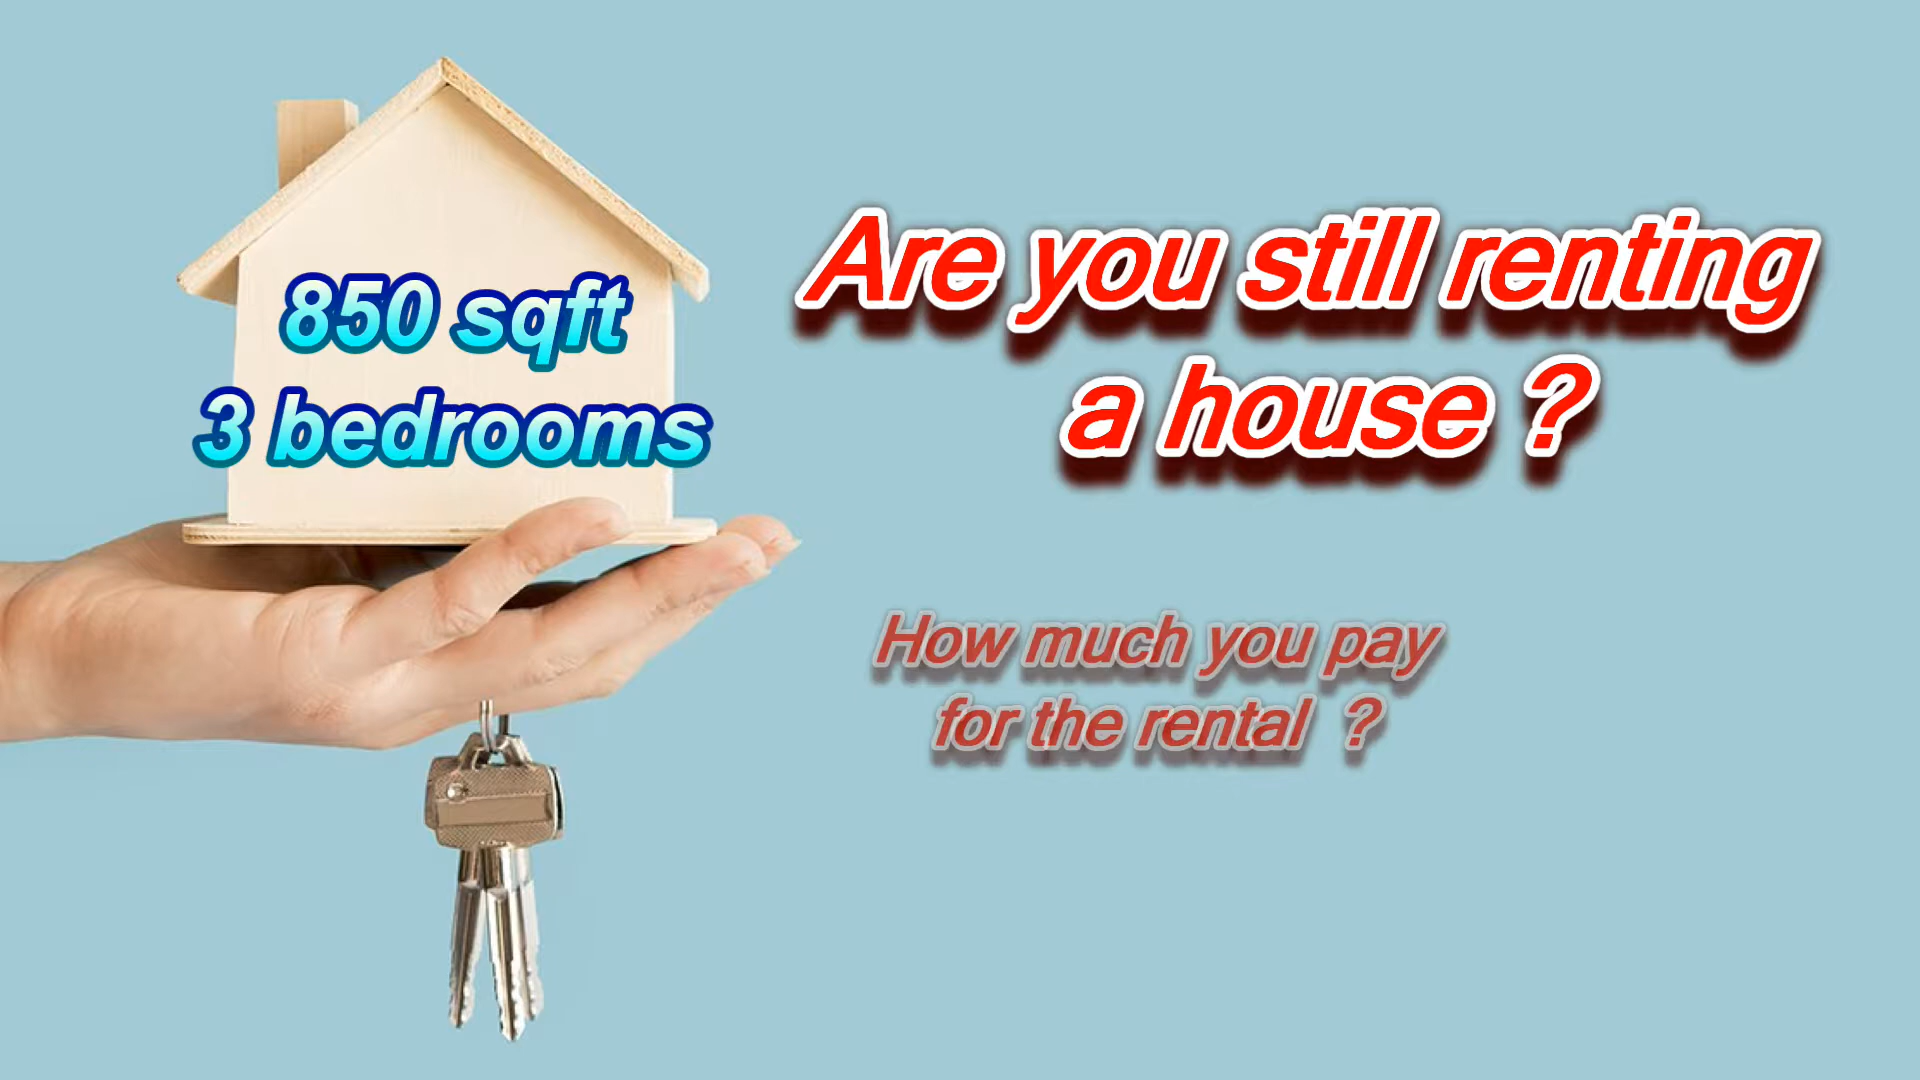 850 sqft
3 bedrooms
Are you still renting
a house ?
How much you pay
for the rental ?